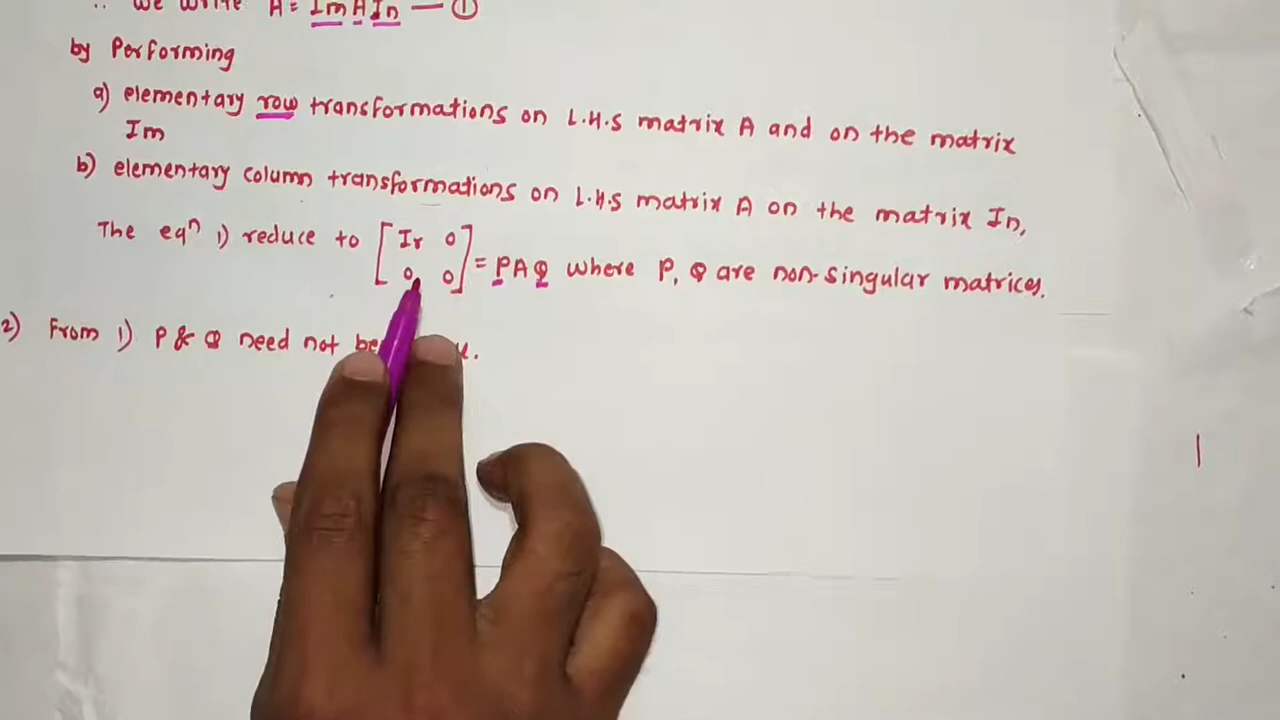 ∴ we write A = Im A In — ①
by Performing
a) elementary row transformations on L.H.S matrix A and on the matrix
Im
b) elementary column transformations on L.H.S matrix A on the matrix In,
The eqⁿ 1) reduce to [Ir 0
0 0] = PAQ where P, Q are non-singular matrices.
2) From 1) P & Q need not be